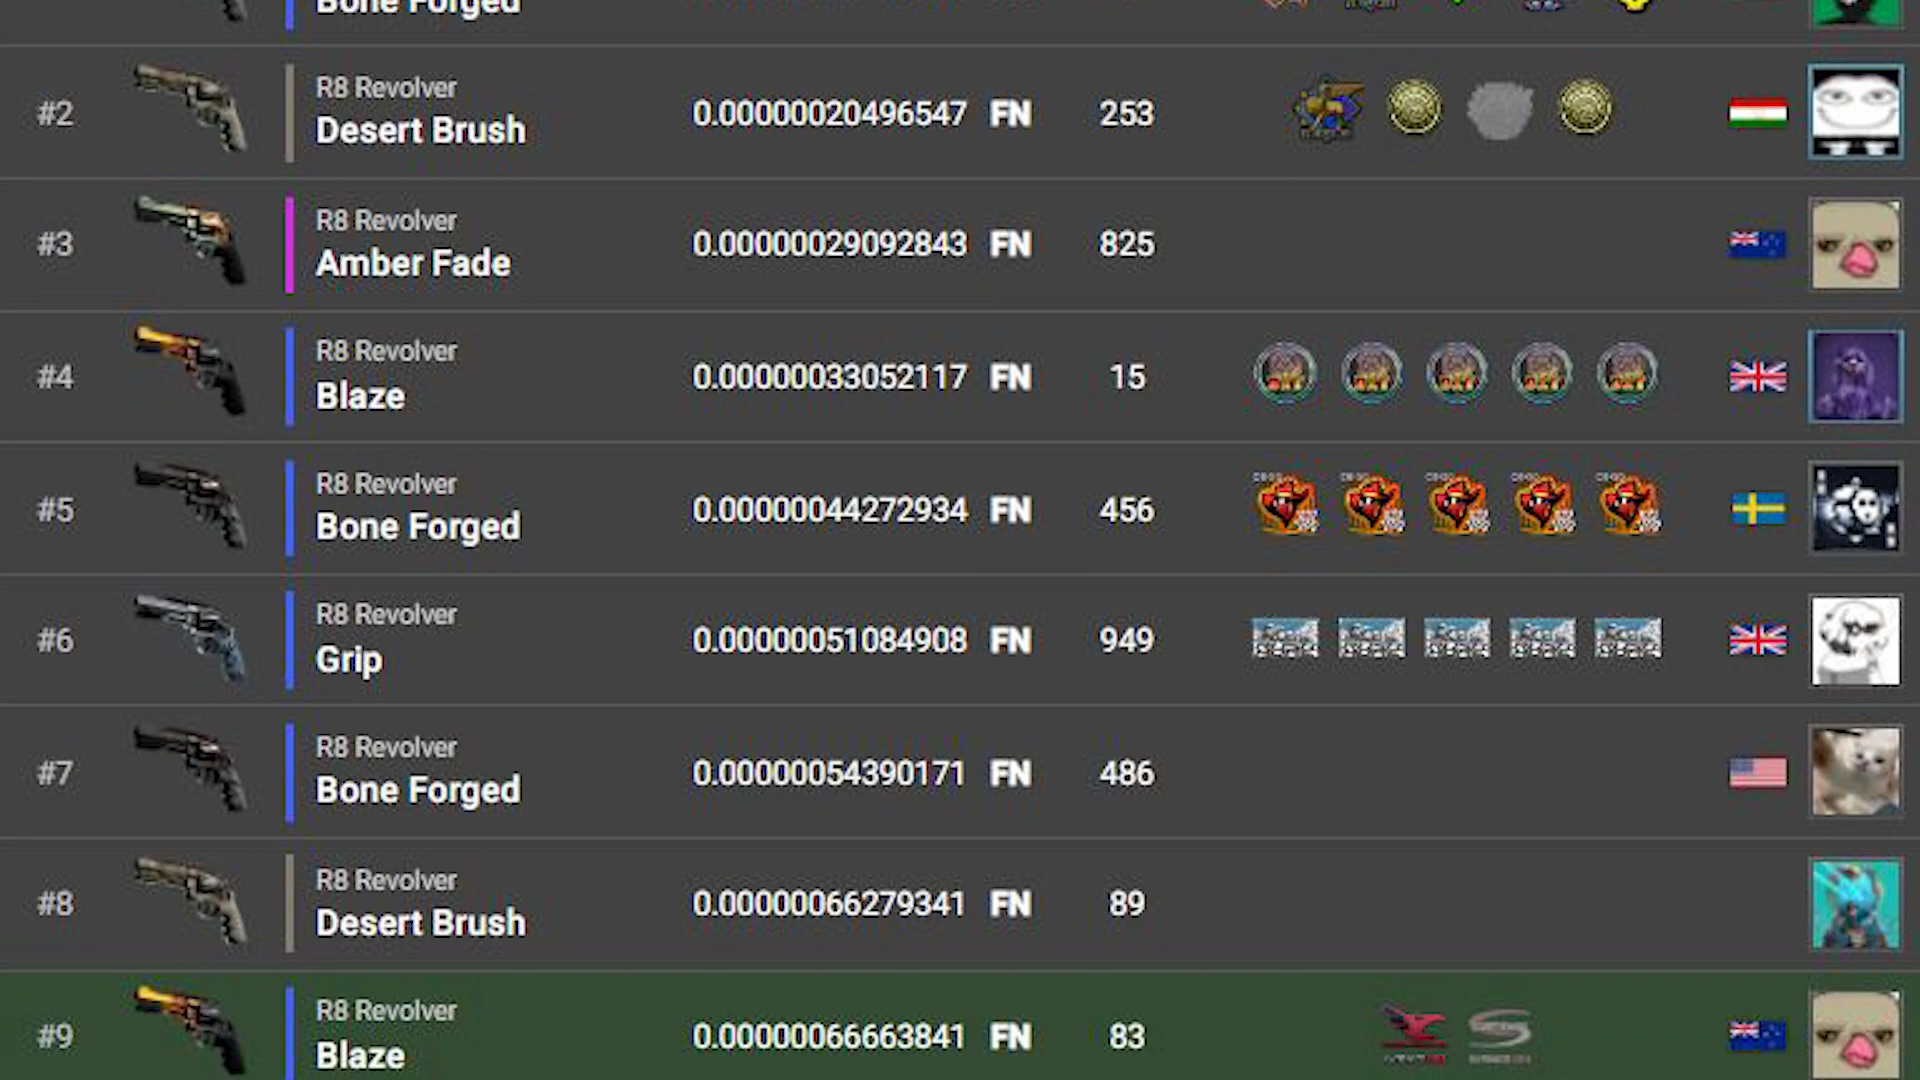 Bone Forged
#2
R8 Revolver
Desert Brush
0.00000020496547 FN 253
#3
R8 Revolver
Amber Fade
0.00000029092843 FN 825
#4
R8 Revolver
Blaze
0.00000033052117 FN 15
#5
R8 Revolver
Bone Forged
0.00000044272934 FN 456
#6
R8 Revolver
Grip
0.00000051084908 FN 949
#7
R8 Revolver
Bone Forged
0.00000054390171 FN 486
#8
R8 Revolver
Desert Brush
0.00000066279341 FN 89
#9
R8 Revolver
Blaze
0.00000066663841 FN 83